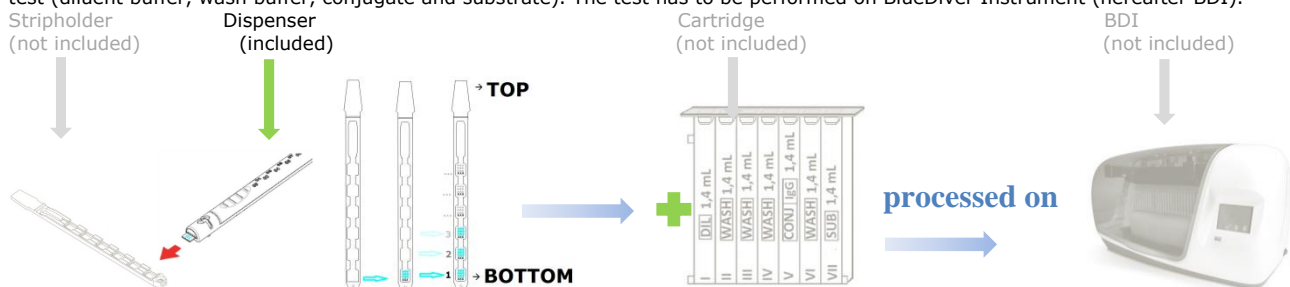 test (diluent buffer, wash buffer, conjugate and substrate). The test has to be performed on BlueDiver Instrument (hereafter BDI).
Stripholder
(not included)
Dispenser
(included)
Cartridge
(not included)
BDI
(not included)
TOP
3
2
1
BOTTOM
I DIL 1,4 mL
II WASH 1,4 mL
III WASH 1,4 mL
IV WASH 1,4 mL
V CONJ IgG 1,4 mL
VI WASH 1,4 mL
VII SUB 1,4 mL
processed on